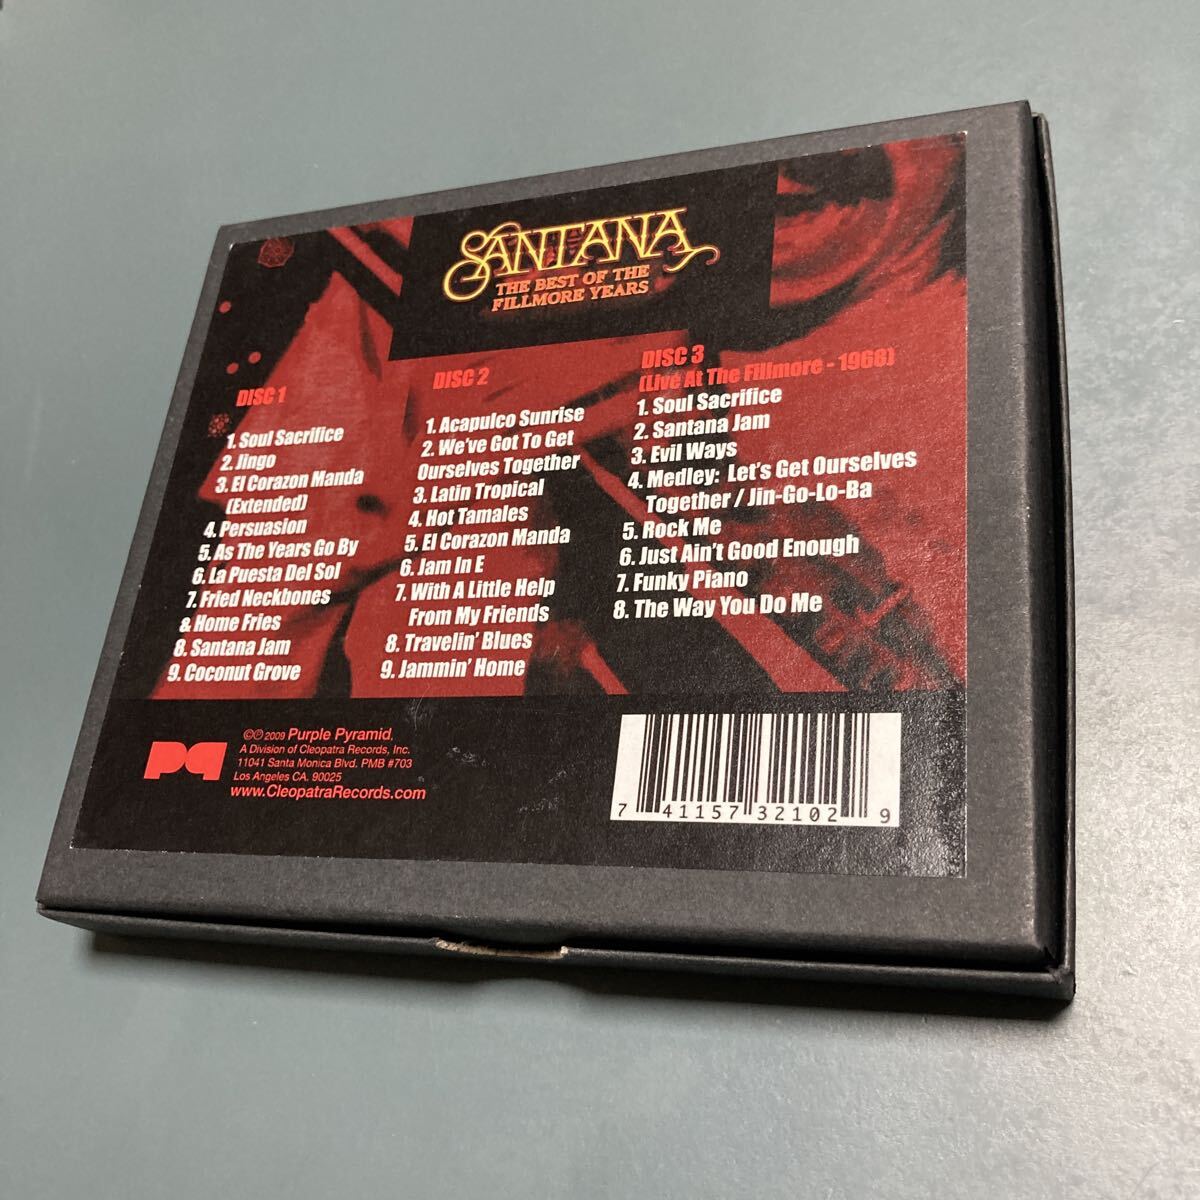 SANTANA
THE BEST OF THE
FILLMORE YEARS
DISC 1
1. Soul Sacrifice
2. Jingo
3. El Corazon Manda
(Extended)
4. Persuasion
5. As The Years Go By
6. La Puesta Del Sol
7. Fried Neckbones
& Home Fries
8. Santana Jam
9. Coconut Grove
DISC 2
1. Acapulco Sunrise
2. We've Got To Get
Ourselves Together
3. Latin Tropical
4. Hot Tamales
5. El Corazon Manda
6. Jam In E
7. With A Little Help
From My Friends
8. Travelin' Blues
9. Jammin' Home
DISC 3
(Live At The Fillmore - 1968)
1. Soul Sacrifice
2. Santana Jam
3. Evil Ways
4. Medley: Let's Get Ourselves
Together / Jin-Go-Lo-Ba
5. Rock Me
6. Just Ain't Good Enough
7. Funky Piano
8. The Way You Do Me
©℗ 2009 Purple Pyramid.
A Division of Cleopatra Records, Inc.
11041 Santa Monica Blvd. PMB #703
Los Angeles CA. 90025
www.CleopatraRecords.com
7 41157 32102 9